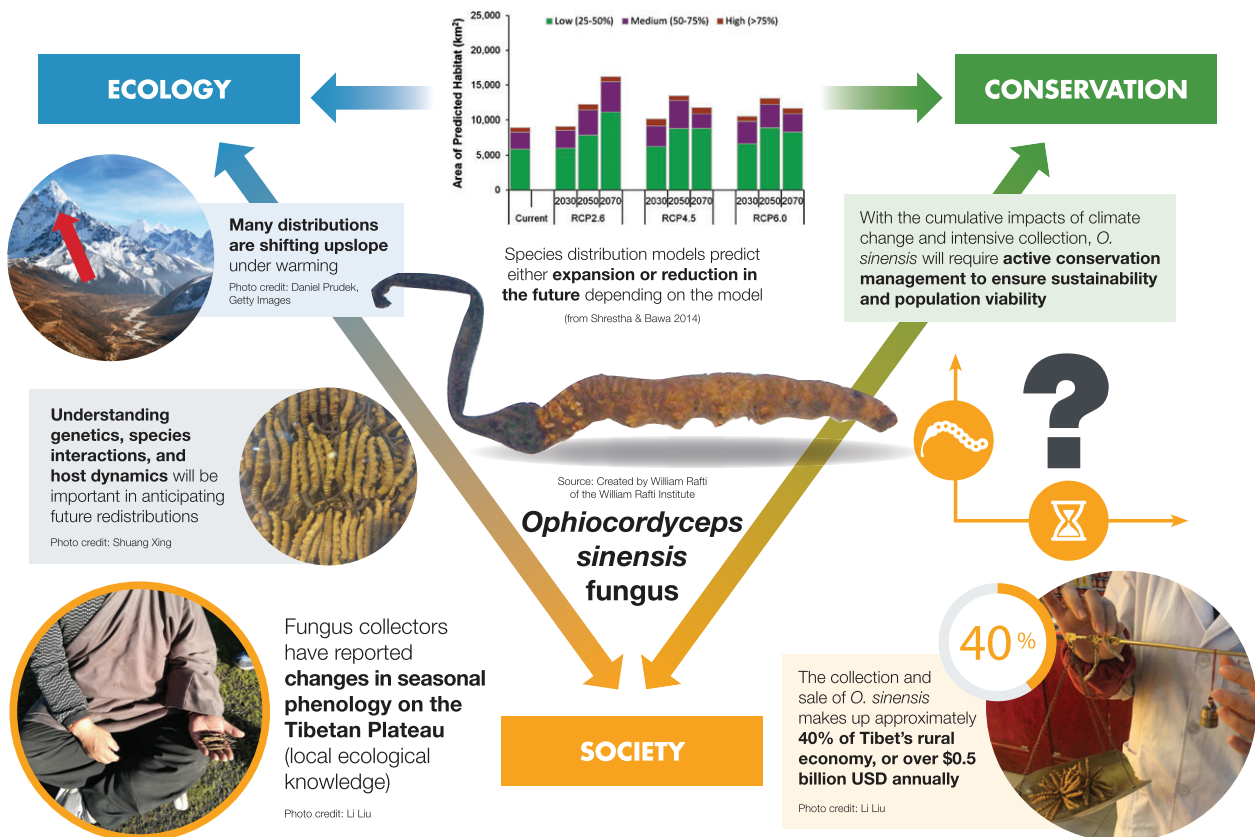 ECOLOGY
CONSERVATION
SOCIETY
Area of Predicted Habitat (km²)
25,000
20,000
15,000
10,000
5,000
0
Low (25-50%) Medium (50-75%) High (>75%)
2030 2050 2070 2030 2050 2070 2030 2050 2070
Current RCP2.6 RCP4.5 RCP6.0
Species distribution models predict
either expansion or reduction in
the future depending on the model
(from Shrestha & Bawa 2014)
Many distributions
are shifting upslope
under warming
Photo credit: Daniel Prudek,
Getty Images
With the cumulative impacts of climate
change and intensive collection, O.
sinensis will require active conservation
management to ensure sustainability
and population viability
Understanding
genetics, species
interactions, and
host dynamics will be
important in anticipating
future redistributions
Photo credit: Shuang Xing
?
Source: Created by William Rafti
of the William Rafti Institute
Ophiocordyceps
sinensis
fungus
Fungus collectors
have reported
changes in seasonal
phenology on the
Tibetan Plateau
(local ecological
knowledge)
Photo credit: Li Liu
40%
The collection and
sale of O. sinensis
makes up approximately
40% of Tibet's rural
economy, or over $0.5
billion USD annually
Photo credit: Li Liu